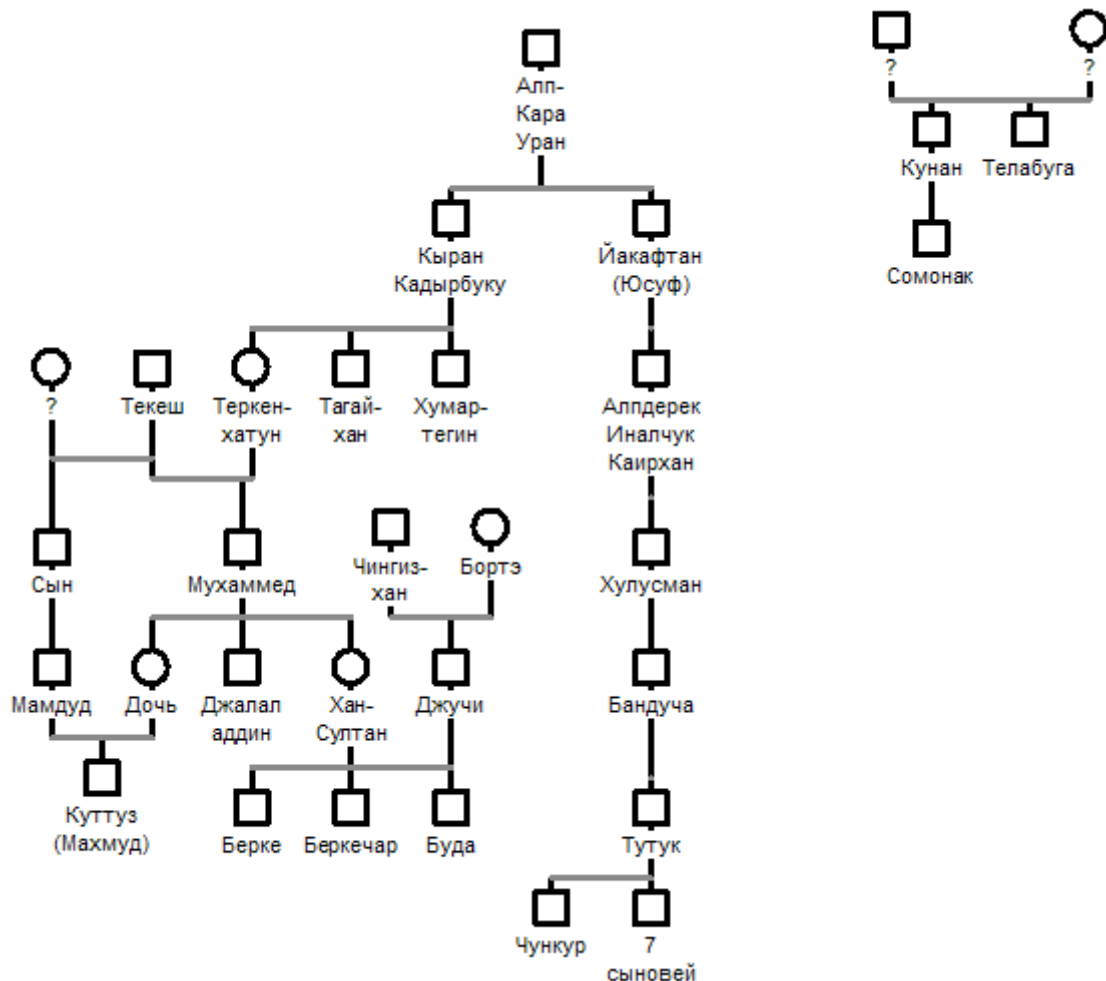 ?
?
Алп-
Кара
Уран
Кунан
Телабуга
Кыран
Кадырбуку
Йакафтан
(Юсуф)
Сомонак
?
Текеш
Теркен-
хатун
Тагай-
хан
Хумар-
тегин
Алпдерек
Иналчук
Каирхан
Сын
Мухаммед
Чингиз-
хан
Бортэ
Хулусман
Мамдуд
Дочь
Джалал
аддин
Хан-
Султан
Джучи
Бандуча
Куттуз
(Махмуд)
Берке
Беркечар
Буда
Тутук
Чункур
7
сыновей